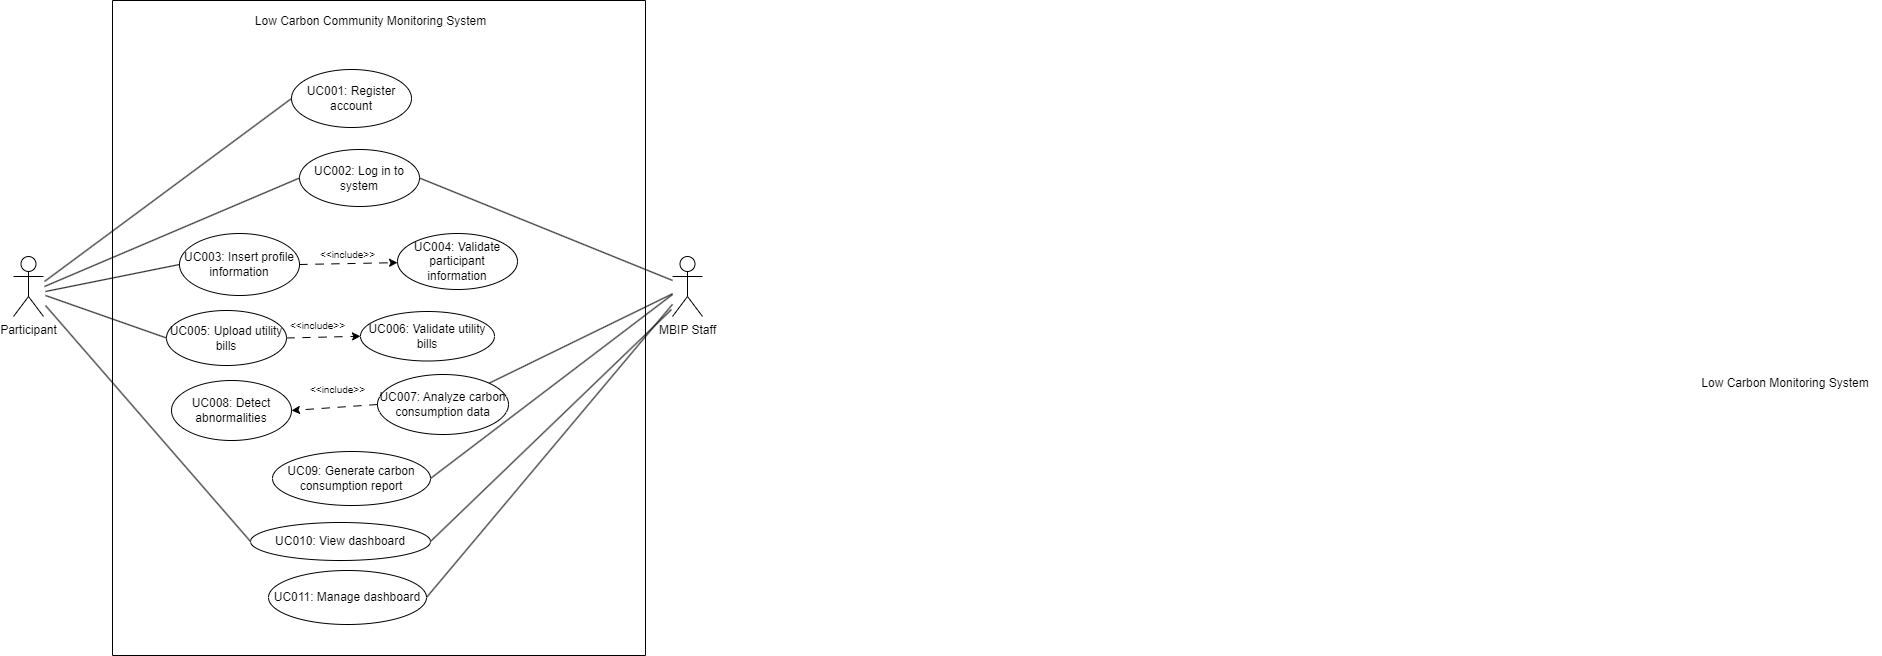 Low Carbon Community Monitoring System
UC001: Register
account
UC002: Log in to
system
UC003: Insert profile
information
<<include>>
UC004: Validate
participant
information
Participant
MBIP Staff
UC005: Upload utility
bills
<<include>>
UC006: Validate utility
bills
UC008: Detect
abnormalities
<<include>>
UC007: Analyze carbon
consumption data
Low Carbon Monitoring System
UC09: Generate carbon
consumption report
UC010: View dashboard
UC011: Manage dashboard